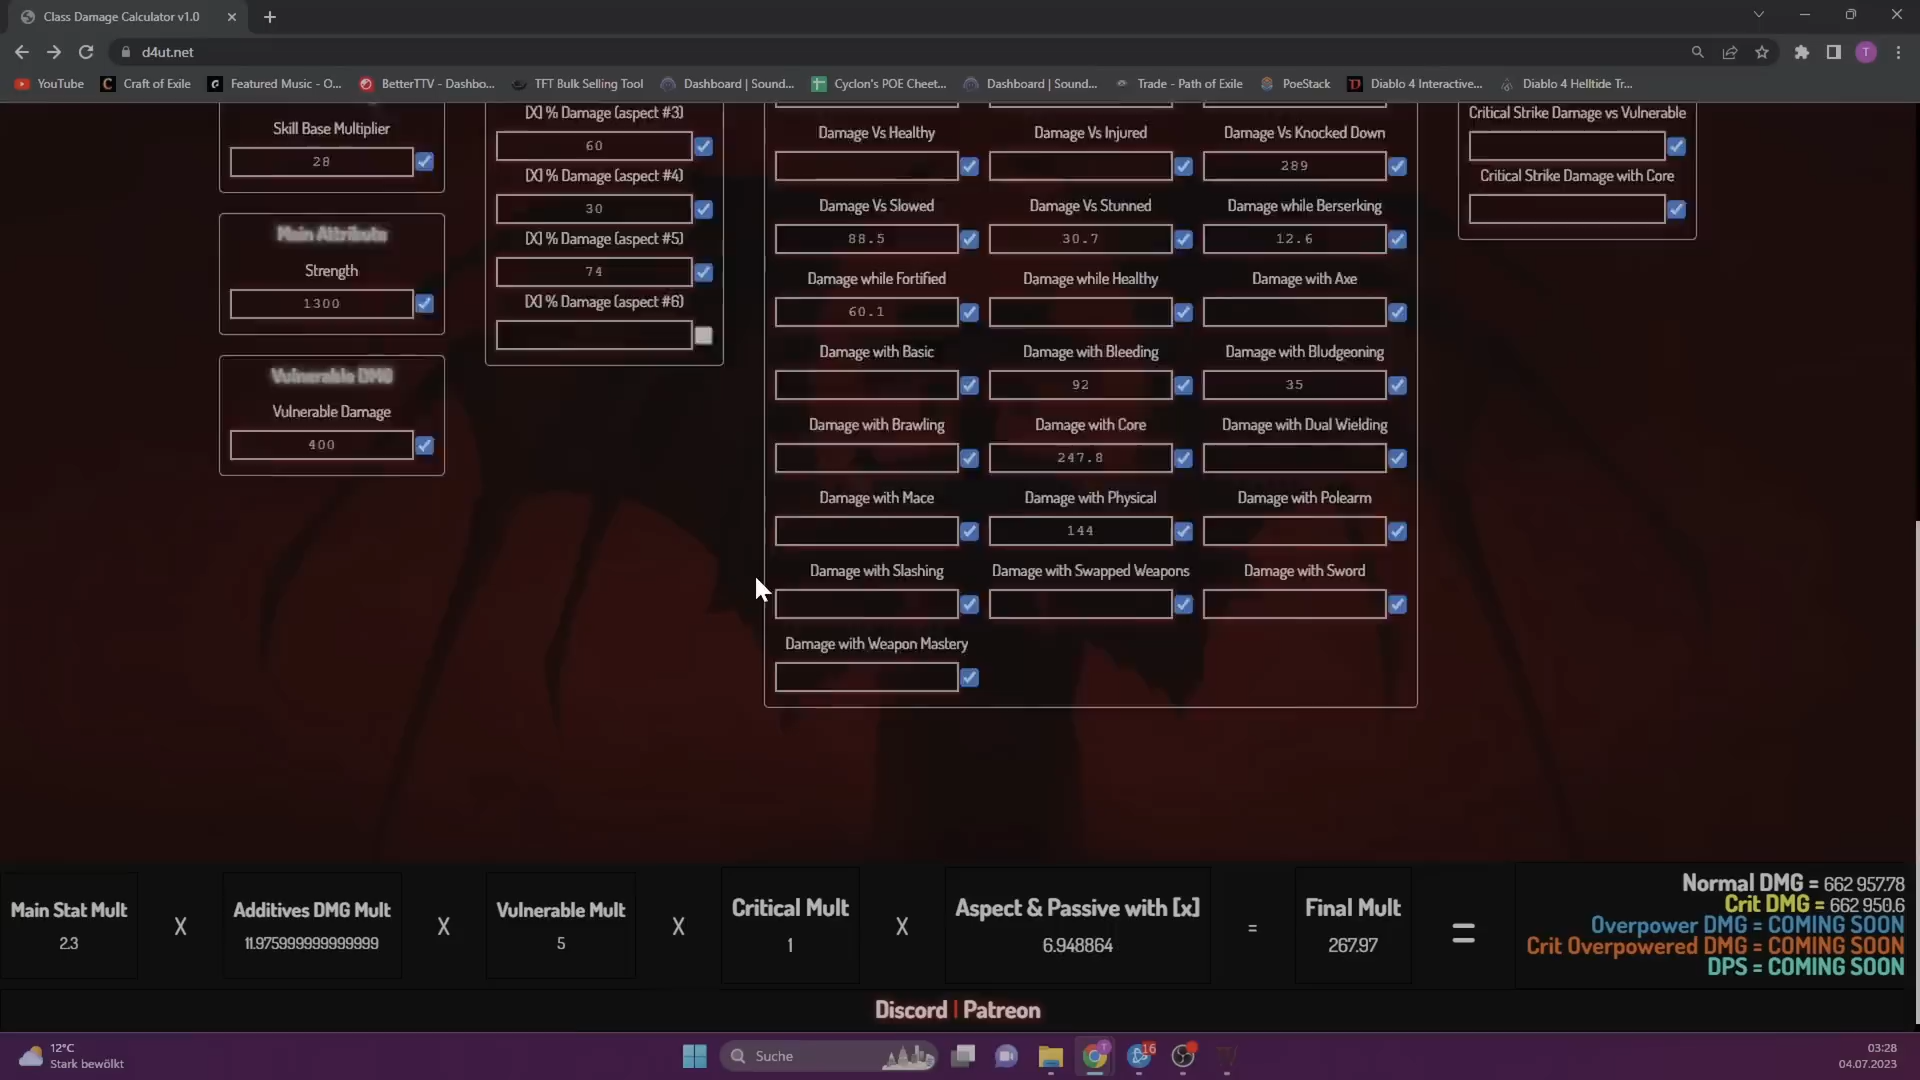 Class Damage Calculator v1.0
d4ut.net
YouTube Craft of Exile Featured Music - O... BetterTTV - Dashbo... TFT Bulk Selling Tool Dashboard | Sound... Cyclon's POE Cheet... Dashboard | Sound... Trade - Path of Exile PoeStack Diablo 4 Interactive... Diablo 4 Helltide Tr...
Skill Base Multiplier
28
Main Attribute
Strength
1300
Vulnerable DMG
Vulnerable Damage
400
[X] % Damage (aspect #3)
60
[X] % Damage (aspect #4)
30
[X] % Damage (aspect #5)
74
[X] % Damage (aspect #6)
Damage Vs Healthy Damage Vs Injured Damage Vs Knocked Down
289
Damage Vs Slowed Damage Vs Stunned Damage while Berserking
88.5 30.7 12.6
Damage while Fortified Damage while Healthy Damage with Axe
60.1
Damage with Basic Damage with Bleeding Damage with Bludgeoning
92 35
Damage with Brawling Damage with Core Damage with Dual Wielding
247.8
Damage with Mace Damage with Physical Damage with Polearm
144
Damage with Slashing Damage with Swapped Weapons Damage with Sword
Damage with Weapon Mastery
Critical Strike Damage vs Vulnerable
Critical Strike Damage with Core
Main Stat Mult X Additives DMG Mult X Vulnerable Mult X Critical Mult X Aspect & Passive with [x] = Final Mult =
2.3 11.975999999999999 5 1 6.948864 267.97
Normal DMG = 662 957.78
Crit DMG = 662 950.6
Overpower DMG = COMING SOON
Crit Overpowered DMG = COMING SOON
DPS = COMING SOON
Discord | Patreon
12°C
Stark bewölkt
Suche
16
03:28
04.07.2023